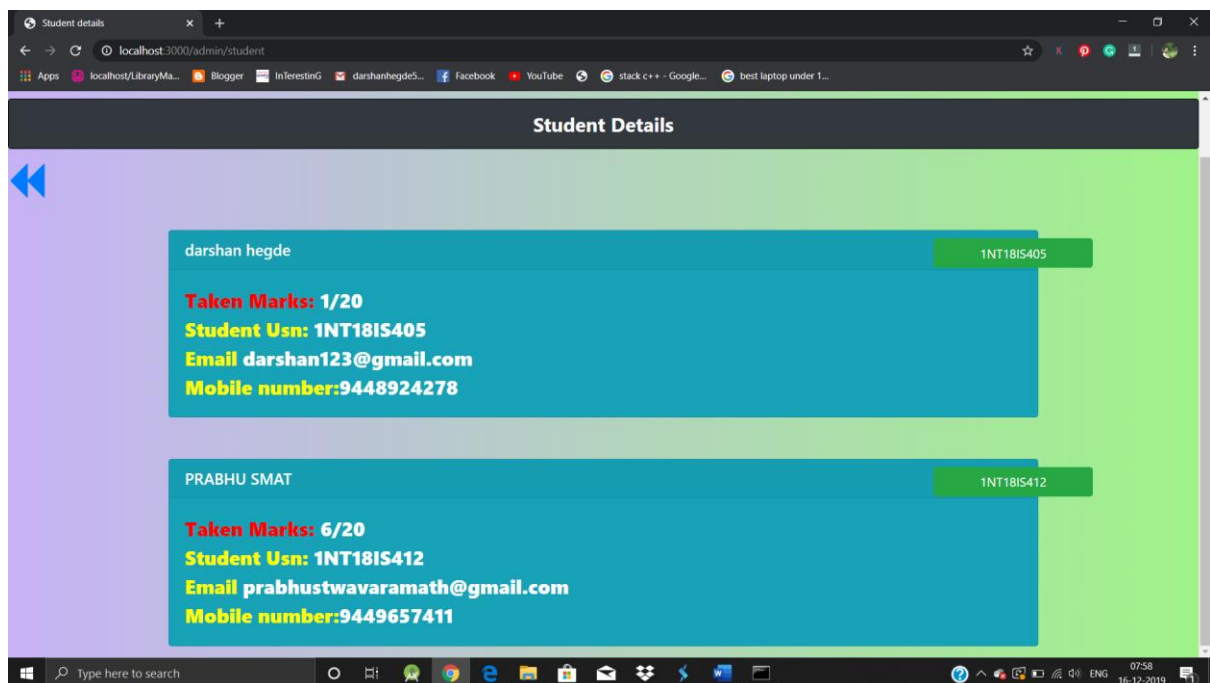 Student details
localhost:3000/admin/student
Apps localhost/LibraryMa... Blogger InTerestinG darshanhegde5... Facebook YouTube stack c++ - Google... best laptop under 1...
Student Details
darshan hegde 1NT18IS405
Taken Marks: 1/20
Student Usn: 1NT18IS405
Email darshan123@gmail.com
Mobile number:9448924278
PRABHU SMAT 1NT18IS412
Taken Marks: 6/20
Student Usn: 1NT18IS412
Email prabhustwavaramath@gmail.com
Mobile number:9449657411
Type here to search ENG 07:58
16-12-2019